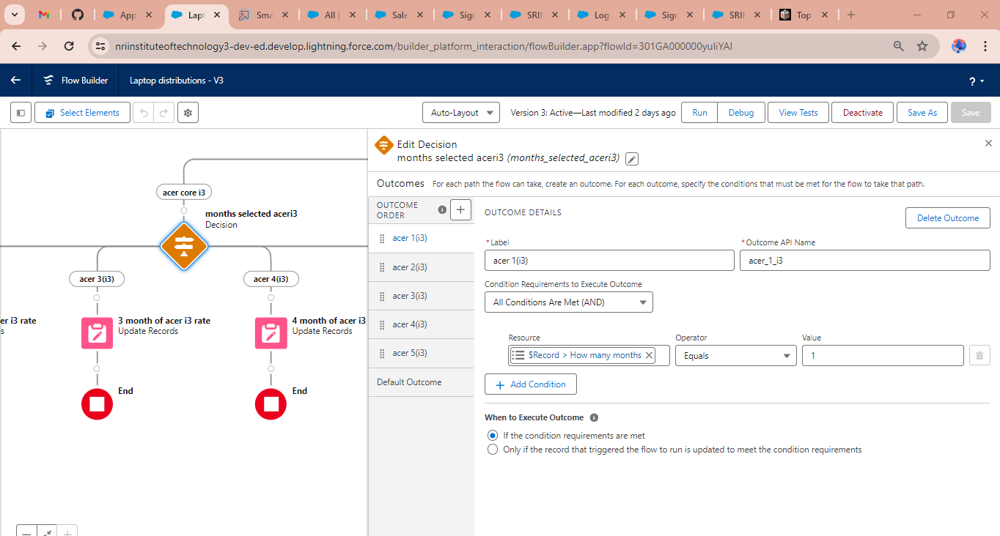 App
Lapt
Sma
All |
Sale
Sign
SRIN
Log
Sign
SRIN
Top
nriinstituteoftechnology3-dev-ed.develop.lightning.force.com/builder_platform_interaction/flowBuilder.app?flowId=301GA000000yuIiYAI
Flow Builder
Laptop distributions - V3
?
Select Elements
Auto-Layout
Version 3: Active—Last modified 2 days ago
Run
Debug
View Tests
Deactivate
Save As
Save
acer core i3
months selected aceri3
Decision
acer 3(i3)
acer 4(i3)
er i3 rate
s
3 month of acer i3 rate
Update Records
4 month of acer i3
Update Records
End
End
Edit Decision
months selected aceri3 (months_selected_aceri3)
Outcomes For each path the flow can take, create an outcome. For each outcome, specify the conditions that must be met for the flow to take that path.
OUTCOME
ORDER
acer 1(i3)
acer 2(i3)
acer 3(i3)
acer 4(i3)
acer 5(i3)
Default Outcome
OUTCOME DETAILS
Delete Outcome
*Label
acer 1(i3)
*Outcome API Name
acer_1_i3
Condition Requirements to Execute Outcome
All Conditions Are Met (AND)
Resource
$Record > How many months
Operator
Equals
Value
1
Add Condition
When to Execute Outcome
If the condition requirements are met
Only if the record that triggered the flow to run is updated to meet the condition requirements